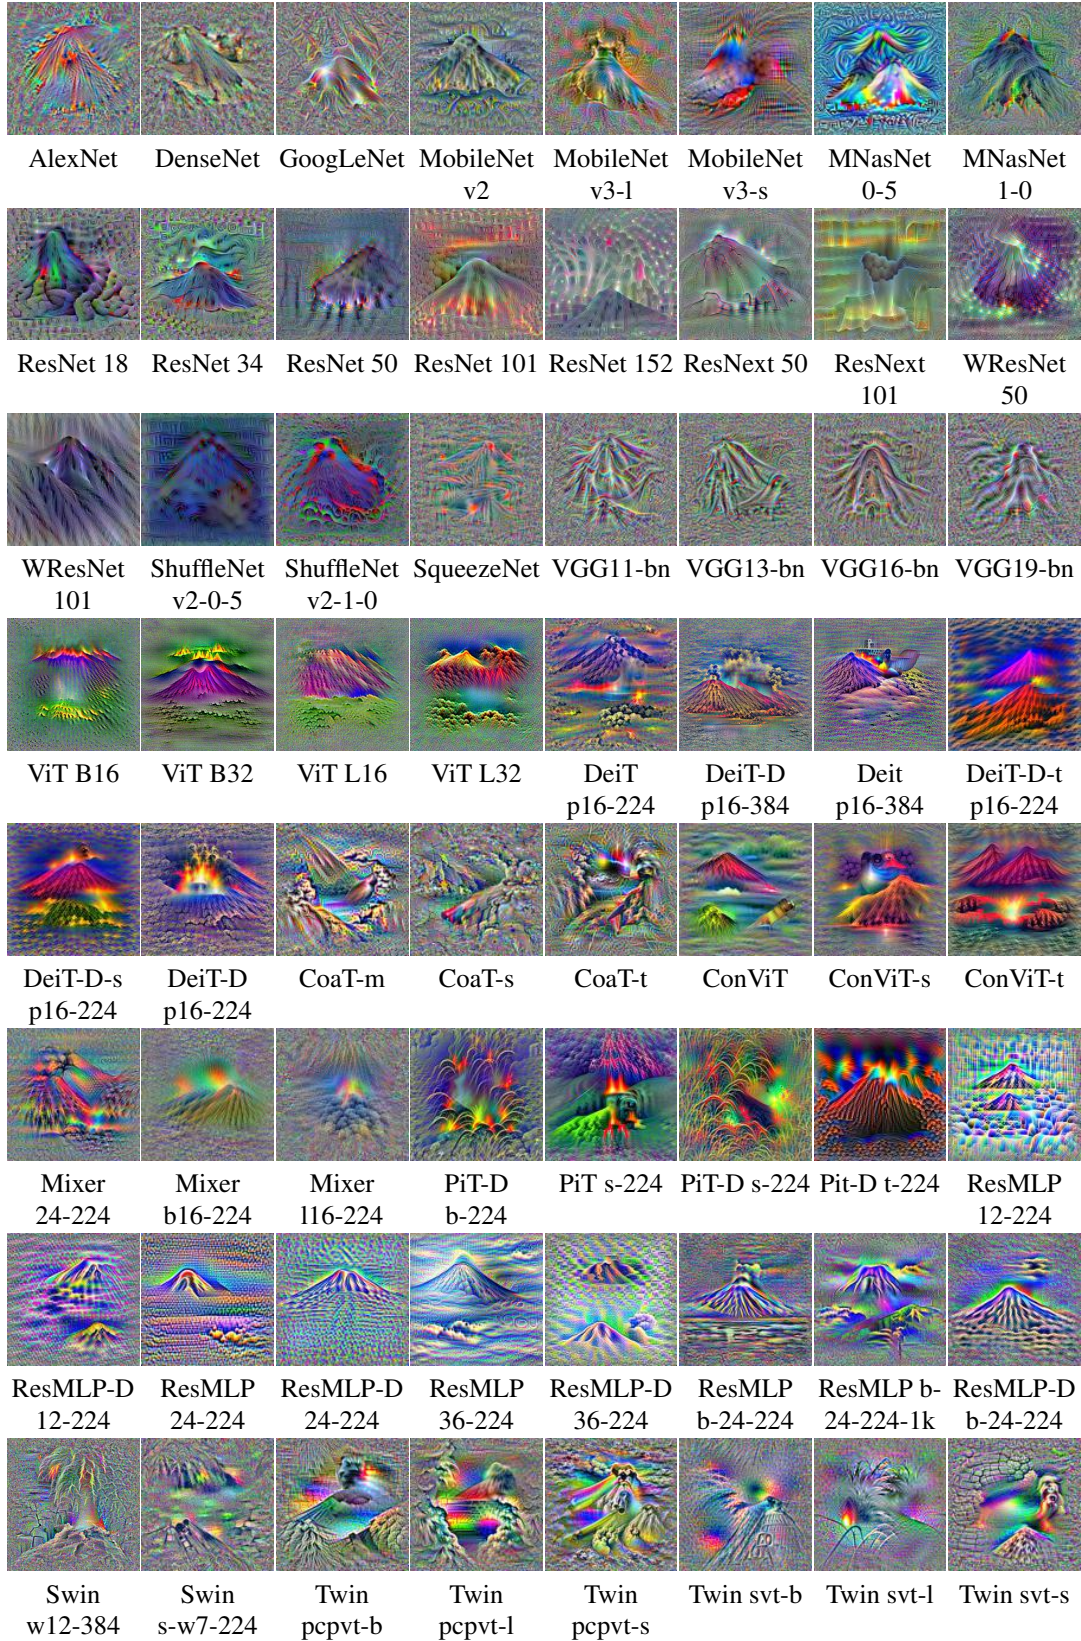 AlexNet DenseNet GoogLeNet MobileNet MobileNet MobileNet MNasNet MNasNet
v2 v3-l v3-s 0-5 1-0
ResNet 18 ResNet 34 ResNet 50 ResNet 101 ResNet 152 ResNext 50 ResNext WResNet
101 50
WResNet ShuffleNet ShuffleNet SqueezeNet VGG11-bn VGG13-bn VGG16-bn VGG19-bn
101 v2-0-5 v2-1-0
ViT B16 ViT B32 ViT L16 ViT L32 DeiT DeiT-D Deit DeiT-D-t
p16-224 p16-384 p16-384 p16-224
DeiT-D-s DeiT-D CoaT-m CoaT-s CoaT-t ConViT ConViT-s ConViT-t
p16-224 p16-224
Mixer Mixer Mixer PiT-D PiT s-224 PiT-D s-224 Pit-D t-224 ResMLP
24-224 b16-224 l16-224 b-224 12-224
ResMLP-D ResMLP ResMLP-D ResMLP ResMLP-D ResMLP ResMLP b- ResMLP-D
12-224 24-224 24-224 36-224 36-224 b-24-224 24-224-1k b-24-224
Swin Swin Twin Twin Twin Twin svt-b Twin svt-l Twin svt-s
w12-384 s-w7-224 pcpvt-b pcpvt-l pcpvt-s